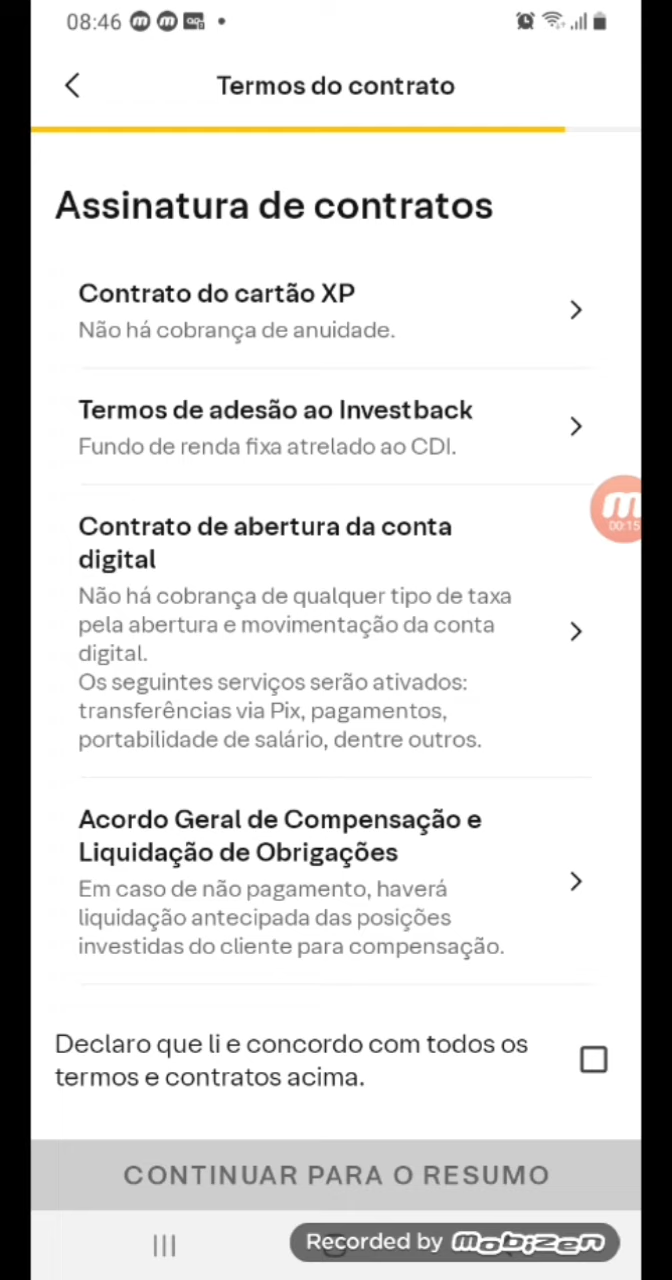 08:46
Termos do contrato
Assinatura de contratos
Contrato do cartão XP
Não há cobrança de anuidade.
Termos de adesão ao Investback
Fundo de renda fixa atrelado ao CDI.
Contrato de abertura da conta
digital
Não há cobrança de qualquer tipo de taxa
pela abertura e movimentação da conta
digital.
Os seguintes serviços serão ativados:
transferências via Pix, pagamentos,
portabilidade de salário, dentre outros.
m
00:15
Acordo Geral de Compensação e
Liquidação de Obrigações
Em caso de não pagamento, haverá
liquidação antecipada das posições
investidas do cliente para compensação.
Declaro que li e concordo com todos os
termos e contratos acima.
CONTINUAR PARA O RESUMO
Recorded by mobizen